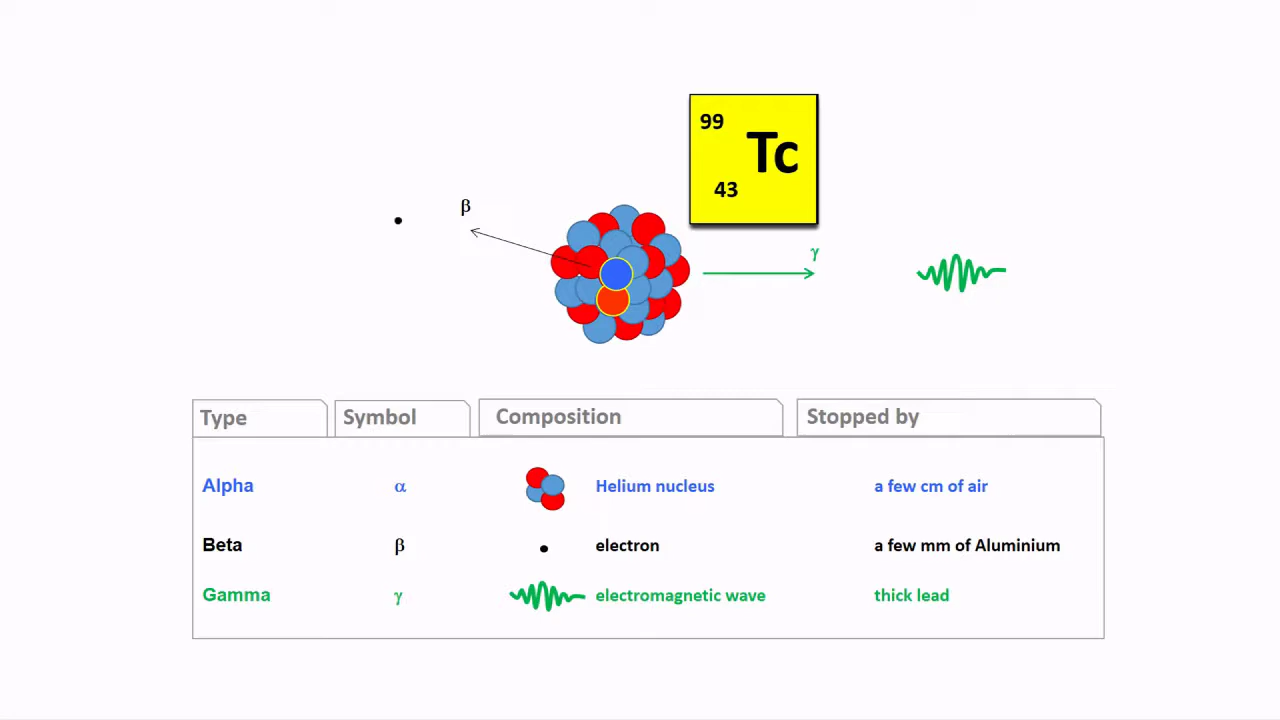 99
Tc
43
β
γ
Type Symbol Composition Stopped by
Alpha α Helium nucleus a few cm of air
Beta β electron a few mm of Aluminium
Gamma γ electromagnetic wave thick lead